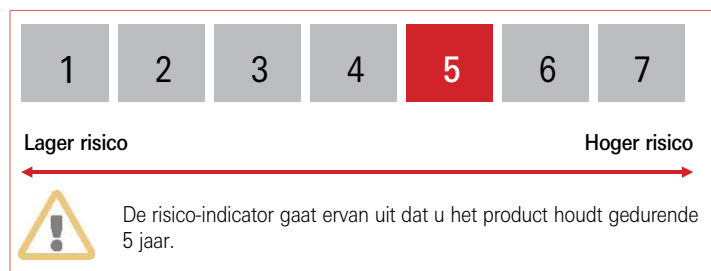 1 2 3 4 5 6 7
Lager risico Hoger risico
De risico-indicator gaat ervan uit dat u het product houdt gedurende
5 jaar.